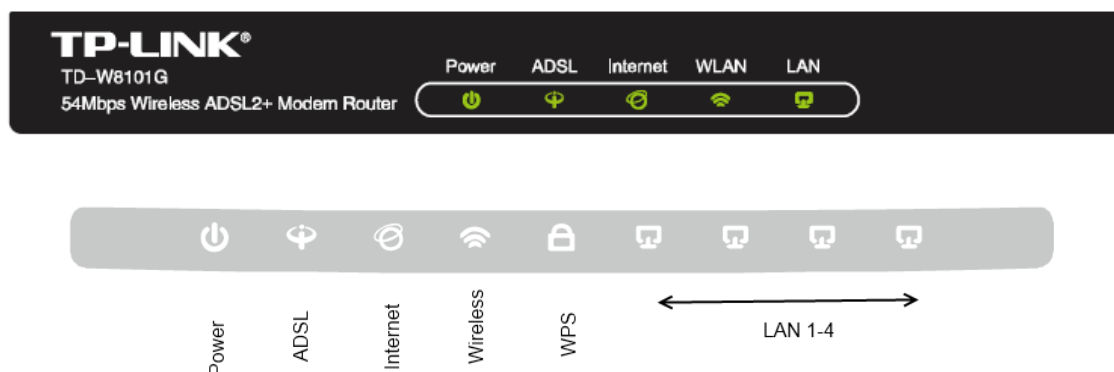 TP-LINK®
TD-W8101G
54Mbps Wireless ADSL2+ Modem Router
Power ADSL Internet WLAN LAN
Power
ADSL
Internet
Wireless
WPS
LAN 1-4